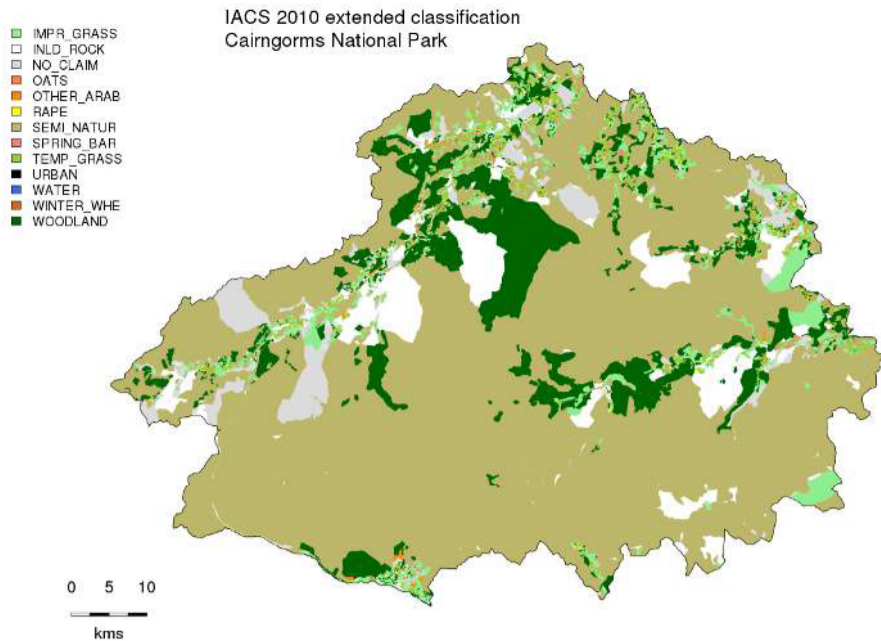 IACS 2010 extended classification
Cairngorms National Park
IMPR_GRASS
INLD_ROCK
NO_CLAIM
OATS
OTHER_ARAB
RAPE
SEMI_NATUR
SPRING_BAR
TEMP_GRASS
URBAN
WATER
WINTER_WHE
WOODLAND
0 5 10
kms